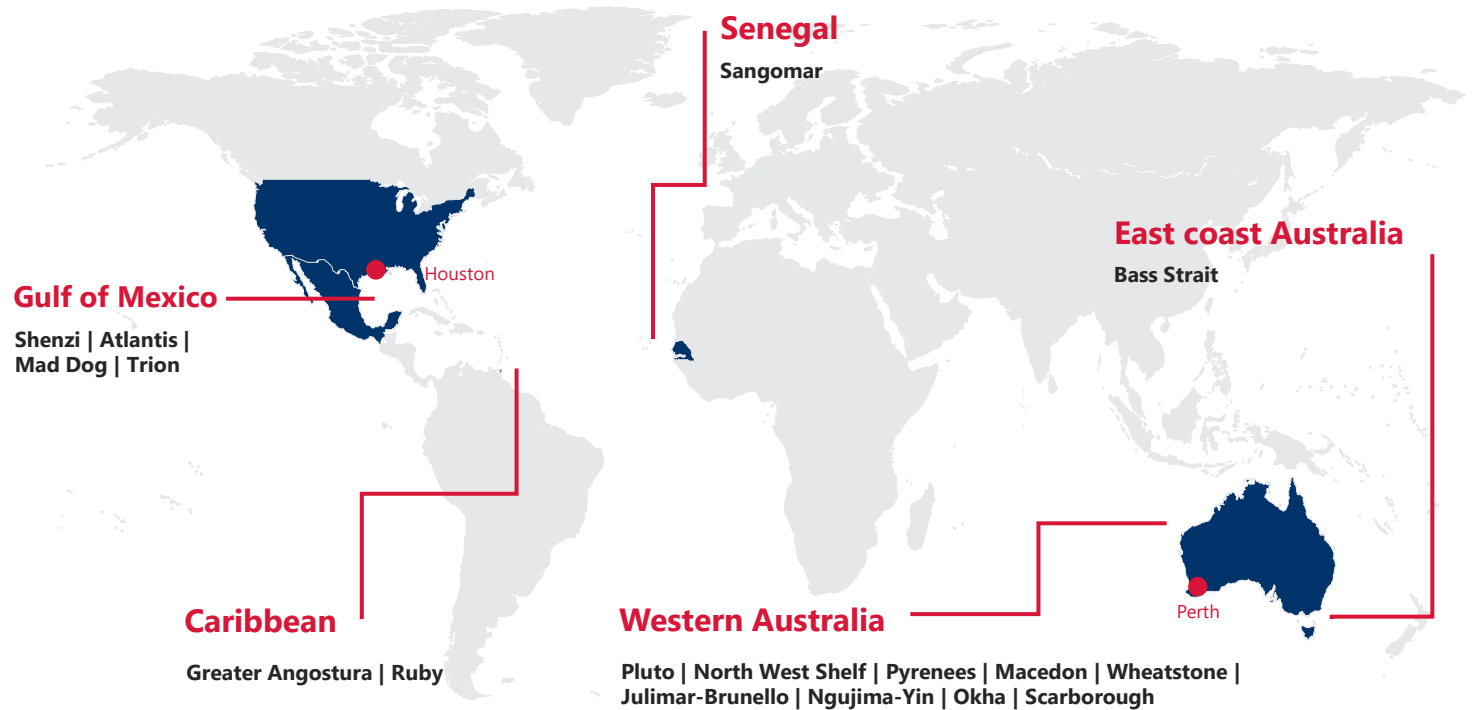 Senegal
Sangomar
East coast Australia
Bass Strait
Houston
Gulf of Mexico
Shenzi | Atlantis |
Mad Dog | Trion
Caribbean
Greater Angostura | Ruby
Western Australia
Pluto | North West Shelf | Pyrenees | Macedon | Wheatstone |
Julimar-Brunello | Ngujima-Yin | Okha | Scarborough
Perth